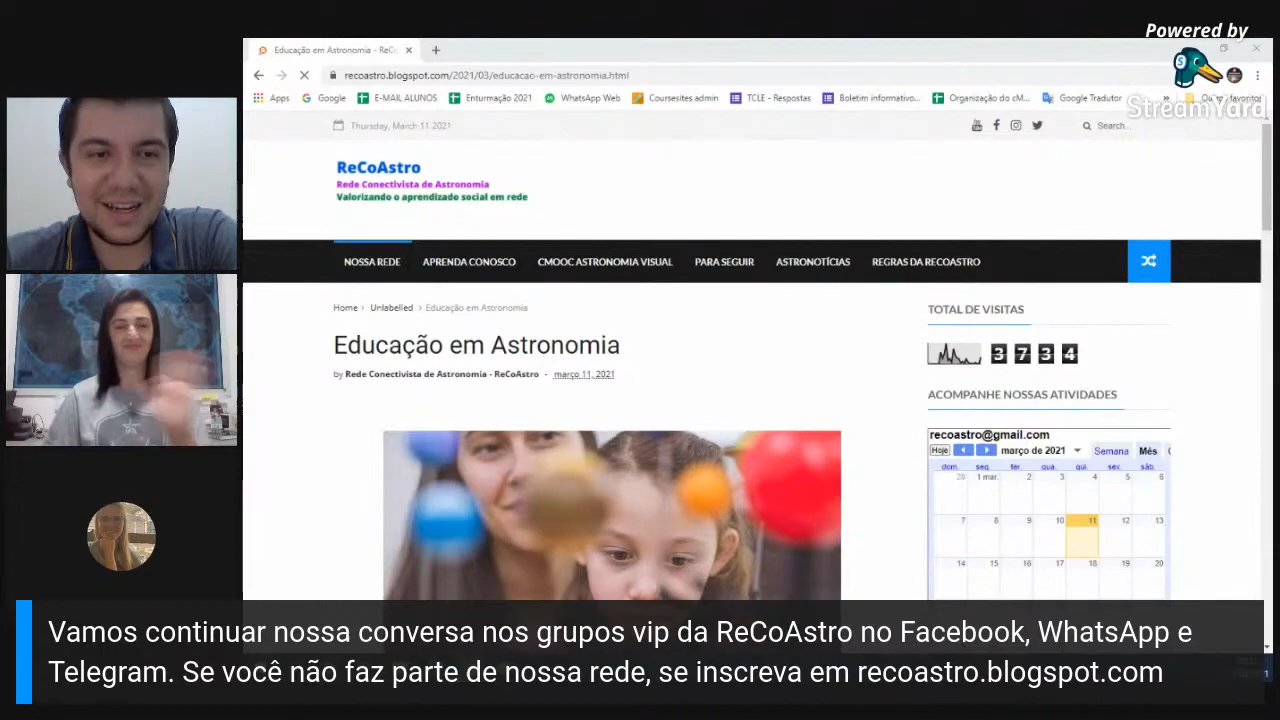 Powered by
StreamYard
Educação em Astronomia - ReCo
recoastro.blogspot.com/2021/03/educacao-em-astronomia.html
Apps Google E-MAIL ALUNOS Enturmação 2021 WhatsApp Web Coursesites admin TCLE - Respostas Boletim informativo... Organização do cM... Google Tradutor »
Thursday, March 11 2021 Search...
ReCoAstro
Rede Conectivista de Astronomia
Valorizando o aprendizado social em rede
NOSSA REDE APRENDA CONOSCO CMOOC ASTRONOMIA VISUAL PARA SEGUIR ASTRONOTÍCIAS REGRAS DA RECOASTRO
Home › Unlabelled › Educação em Astronomia
Educação em Astronomia
by Rede Conectivista de Astronomia - ReCoAstro - março 11, 2021
TOTAL DE VISITAS
3 7 3 4
ACOMPANHE NOSSAS ATIVIDADES
recoastro@gmail.com
Hoje março de 2021 Semana Mês
dom. seg. ter. qua. qui. sex. sáb.
28 1 mar. 2 3 4 5 6
7 8 9 10 11 12 13
14 15 16 17 18 19 20
Vamos continuar nossa conversa nos grupos vip da ReCoAstro no Facebook, WhatsApp e
Telegram. Se você não faz parte de nossa rede, se inscreva em recoastro.blogspot.com